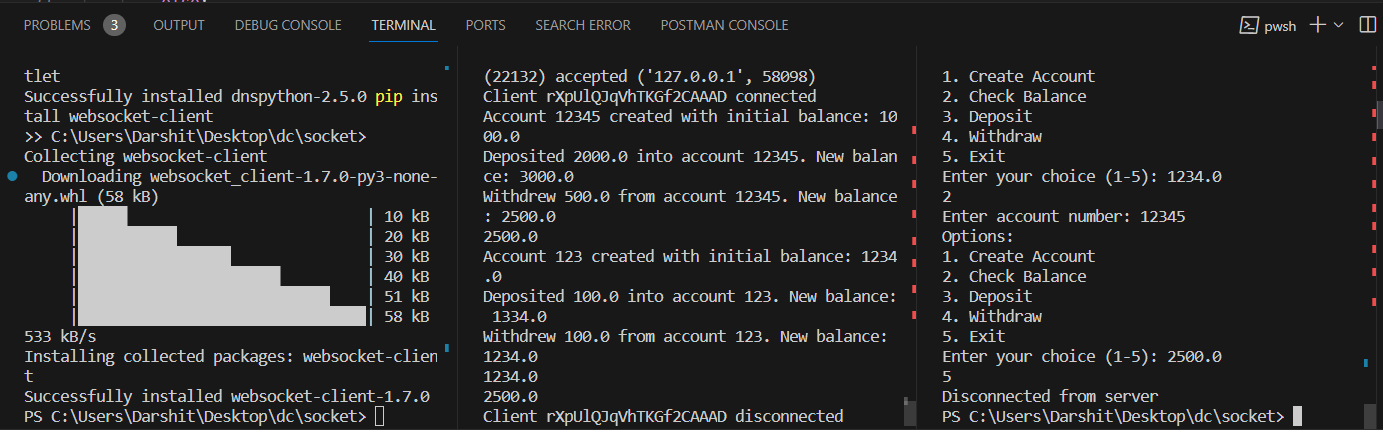 PROBLEMS 3 OUTPUT DEBUG CONSOLE TERMINAL PORTS SEARCH ERROR POSTMAN CONSOLE pwsh
tlet
Successfully installed dnspython-2.5.0 pip ins
tall websocket-client
>> C:\Users\Darshit\Desktop\dc\socket>
Collecting websocket-client
Downloading websocket_client-1.7.0-py3-none-
any.whl (58 kB)
| | 10 kB
| | 20 kB
| | 30 kB
| | 40 kB
| | 51 kB
| | 58 kB
533 kB/s
Installing collected packages: websocket-clien
t
Successfully installed websocket-client-1.7.0
PS C:\Users\Darshit\Desktop\dc\socket>
(22132) accepted ('127.0.0.1', 58098)
Client rXpUlQJqVhTKGf2CAAAD connected
Account 12345 created with initial balance: 10
00.0
Deposited 2000.0 into account 12345. New balan
ce: 3000.0
Withdrew 500.0 from account 12345. New balance
: 2500.0
2500.0
Account 123 created with initial balance: 1234
.0
Deposited 100.0 into account 123. New balance:
1334.0
Withdrew 100.0 from account 123. New balance:
1234.0
1234.0
2500.0
Client rXpUlQJqVhTKGf2CAAAD disconnected
1. Create Account
2. Check Balance
3. Deposit
4. Withdraw
5. Exit
Enter your choice (1-5): 1234.0
2
Enter account number: 12345
Options:
1. Create Account
2. Check Balance
3. Deposit
4. Withdraw
5. Exit
Enter your choice (1-5): 2500.0
5
Disconnected from server
PS C:\Users\Darshit\Desktop\dc\socket>